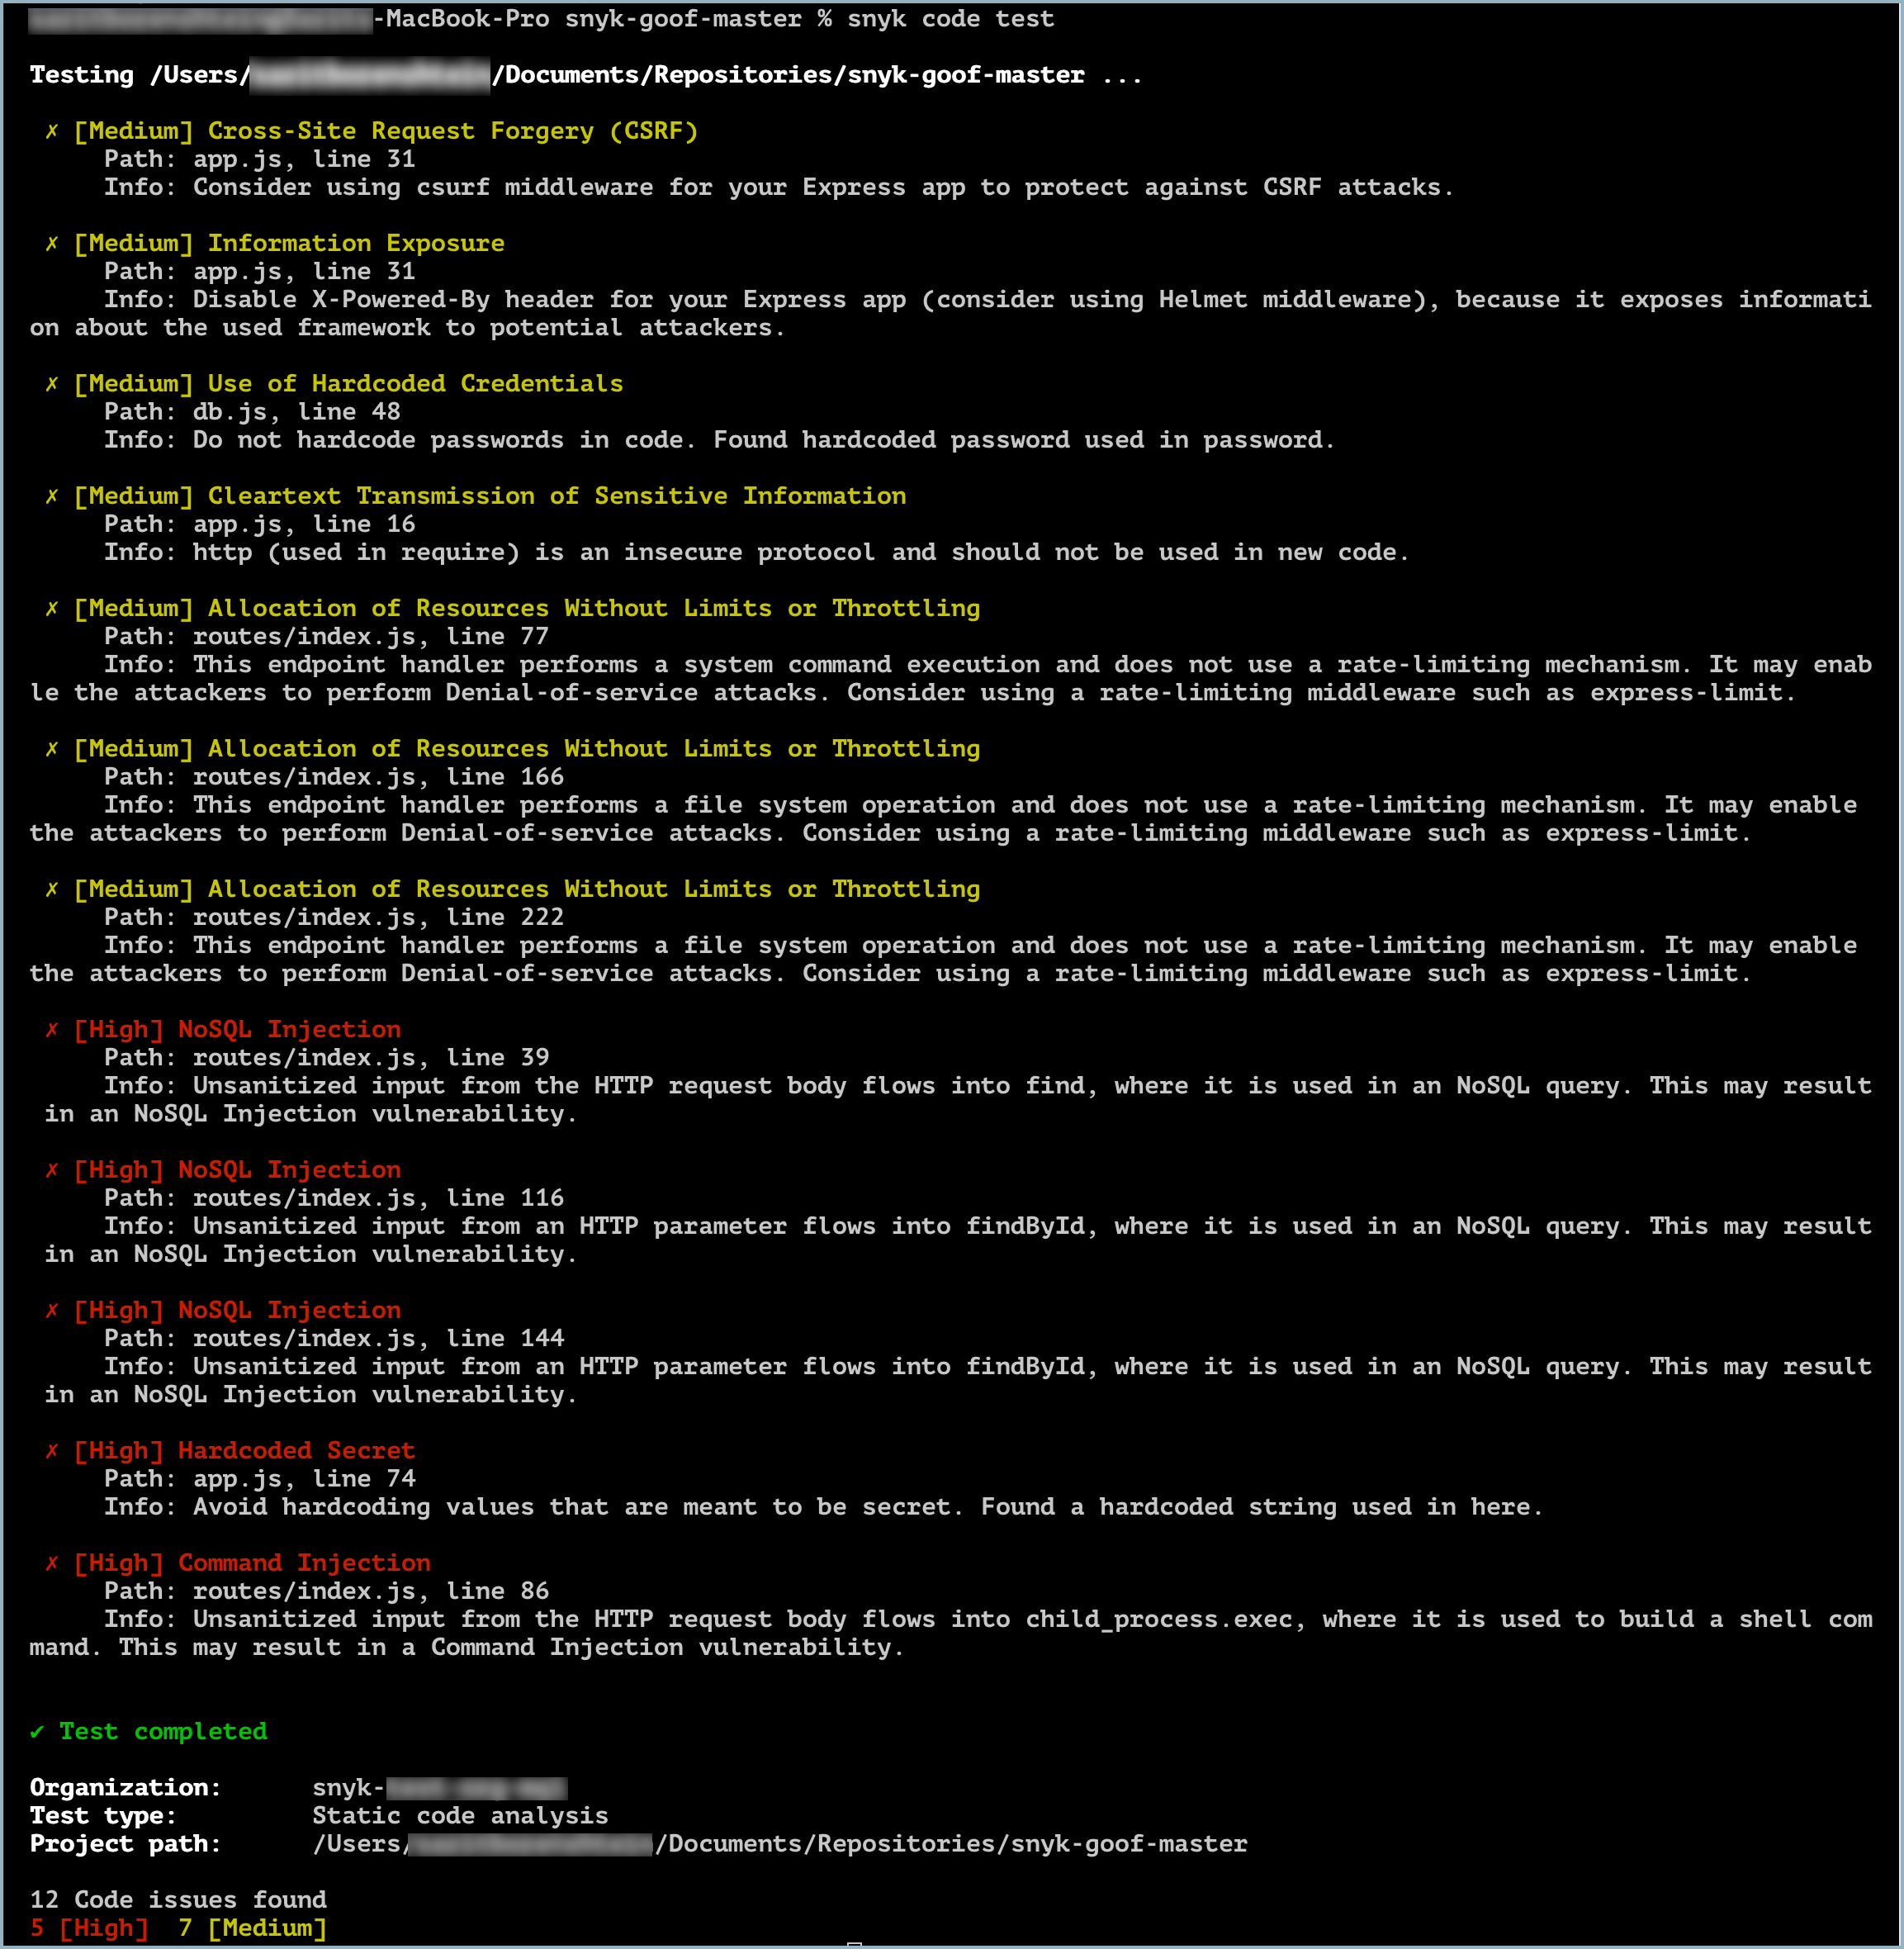 -MacBook-Pro snyk-goof-master % snyk code test
Testing /Users/ /Documents/Repositories/snyk-goof-master ...
✗ [Medium] Cross-Site Request Forgery (CSRF)
Path: app.js, line 31
Info: Consider using csurf middleware for your Express app to protect against CSRF attacks.
✗ [Medium] Information Exposure
Path: app.js, line 31
Info: Disable X-Powered-By header for your Express app (consider using Helmet middleware), because it exposes informati
on about the used framework to potential attackers.
✗ [Medium] Use of Hardcoded Credentials
Path: db.js, line 48
Info: Do not hardcode passwords in code. Found hardcoded password used in password.
✗ [Medium] Cleartext Transmission of Sensitive Information
Path: app.js, line 16
Info: http (used in require) is an insecure protocol and should not be used in new code.
✗ [Medium] Allocation of Resources Without Limits or Throttling
Path: routes/index.js, line 77
Info: This endpoint handler performs a system command execution and does not use a rate-limiting mechanism. It may enab
le the attackers to perform Denial-of-service attacks. Consider using a rate-limiting middleware such as express-limit.
✗ [Medium] Allocation of Resources Without Limits or Throttling
Path: routes/index.js, line 166
Info: This endpoint handler performs a file system operation and does not use a rate-limiting mechanism. It may enable
the attackers to perform Denial-of-service attacks. Consider using a rate-limiting middleware such as express-limit.
✗ [Medium] Allocation of Resources Without Limits or Throttling
Path: routes/index.js, line 222
Info: This endpoint handler performs a file system operation and does not use a rate-limiting mechanism. It may enable
the attackers to perform Denial-of-service attacks. Consider using a rate-limiting middleware such as express-limit.
✗ [High] NoSQL Injection
Path: routes/index.js, line 39
Info: Unsanitized input from the HTTP request body flows into find, where it is used in an NoSQL query. This may result
in an NoSQL Injection vulnerability.
✗ [High] NoSQL Injection
Path: routes/index.js, line 116
Info: Unsanitized input from an HTTP parameter flows into findById, where it is used in an NoSQL query. This may result
in an NoSQL Injection vulnerability.
✗ [High] NoSQL Injection
Path: routes/index.js, line 144
Info: Unsanitized input from an HTTP parameter flows into findById, where it is used in an NoSQL query. This may result
in an NoSQL Injection vulnerability.
✗ [High] Hardcoded Secret
Path: app.js, line 74
Info: Avoid hardcoding values that are meant to be secret. Found a hardcoded string used in here.
✗ [High] Command Injection
Path: routes/index.js, line 86
Info: Unsanitized input from the HTTP request body flows into child_process.exec, where it is used to build a shell com
mand. This may result in a Command Injection vulnerability.
✔ Test completed
Organization: snyk-
Test type: Static code analysis
Project path: /Users/ /Documents/Repositories/snyk-goof-master
12 Code issues found
5 [High] 7 [Medium]